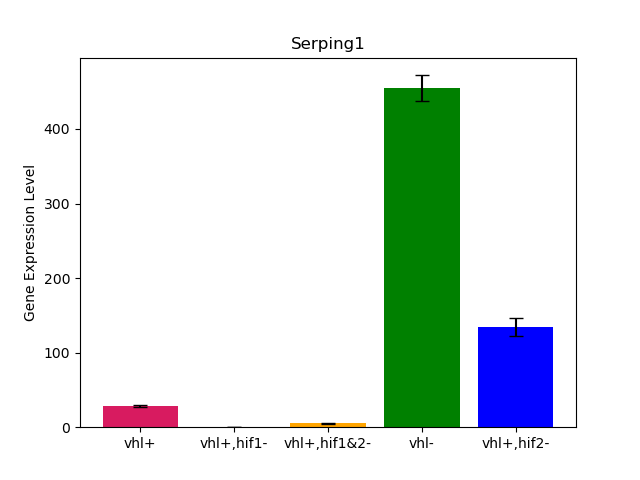 Serping1
Gene Expression Level
400
300
200
100
0
vhl+ vhl+,hif1- vhl+,hif1&2- vhl- vhl+,hif2-